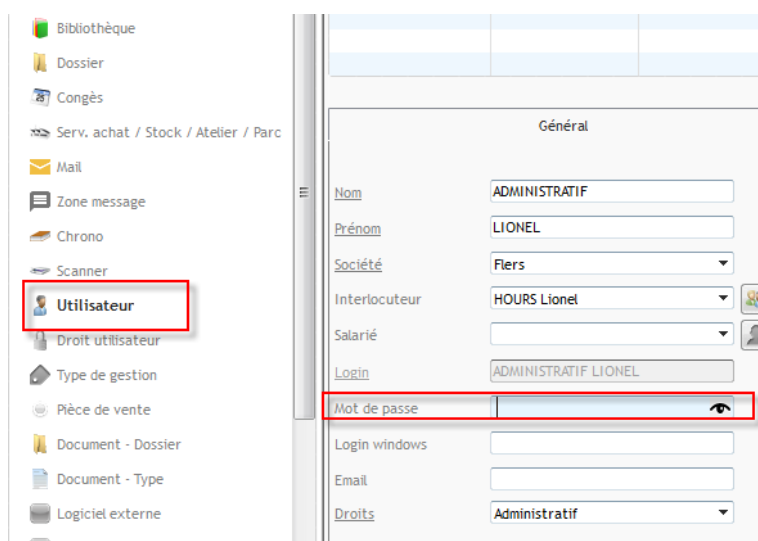 Bibliothèque
Dossier
Congès
Serv. achat / Stock / Atelier / Parc
Mail
Zone message
Chrono
Scanner
Utilisateur
Droit utilisateur
Type de gestion
Pièce de vente
Document - Dossier
Document - Type
Logiciel externe
Général
Nom ADMINISTRATIF
Prénom LIONEL
Société Flers
Interlocuteur HOURS Lionel
Salarié
Login ADMINISTRATIF LIONEL
Mot de passe
Login windows
Email
Droits Administratif